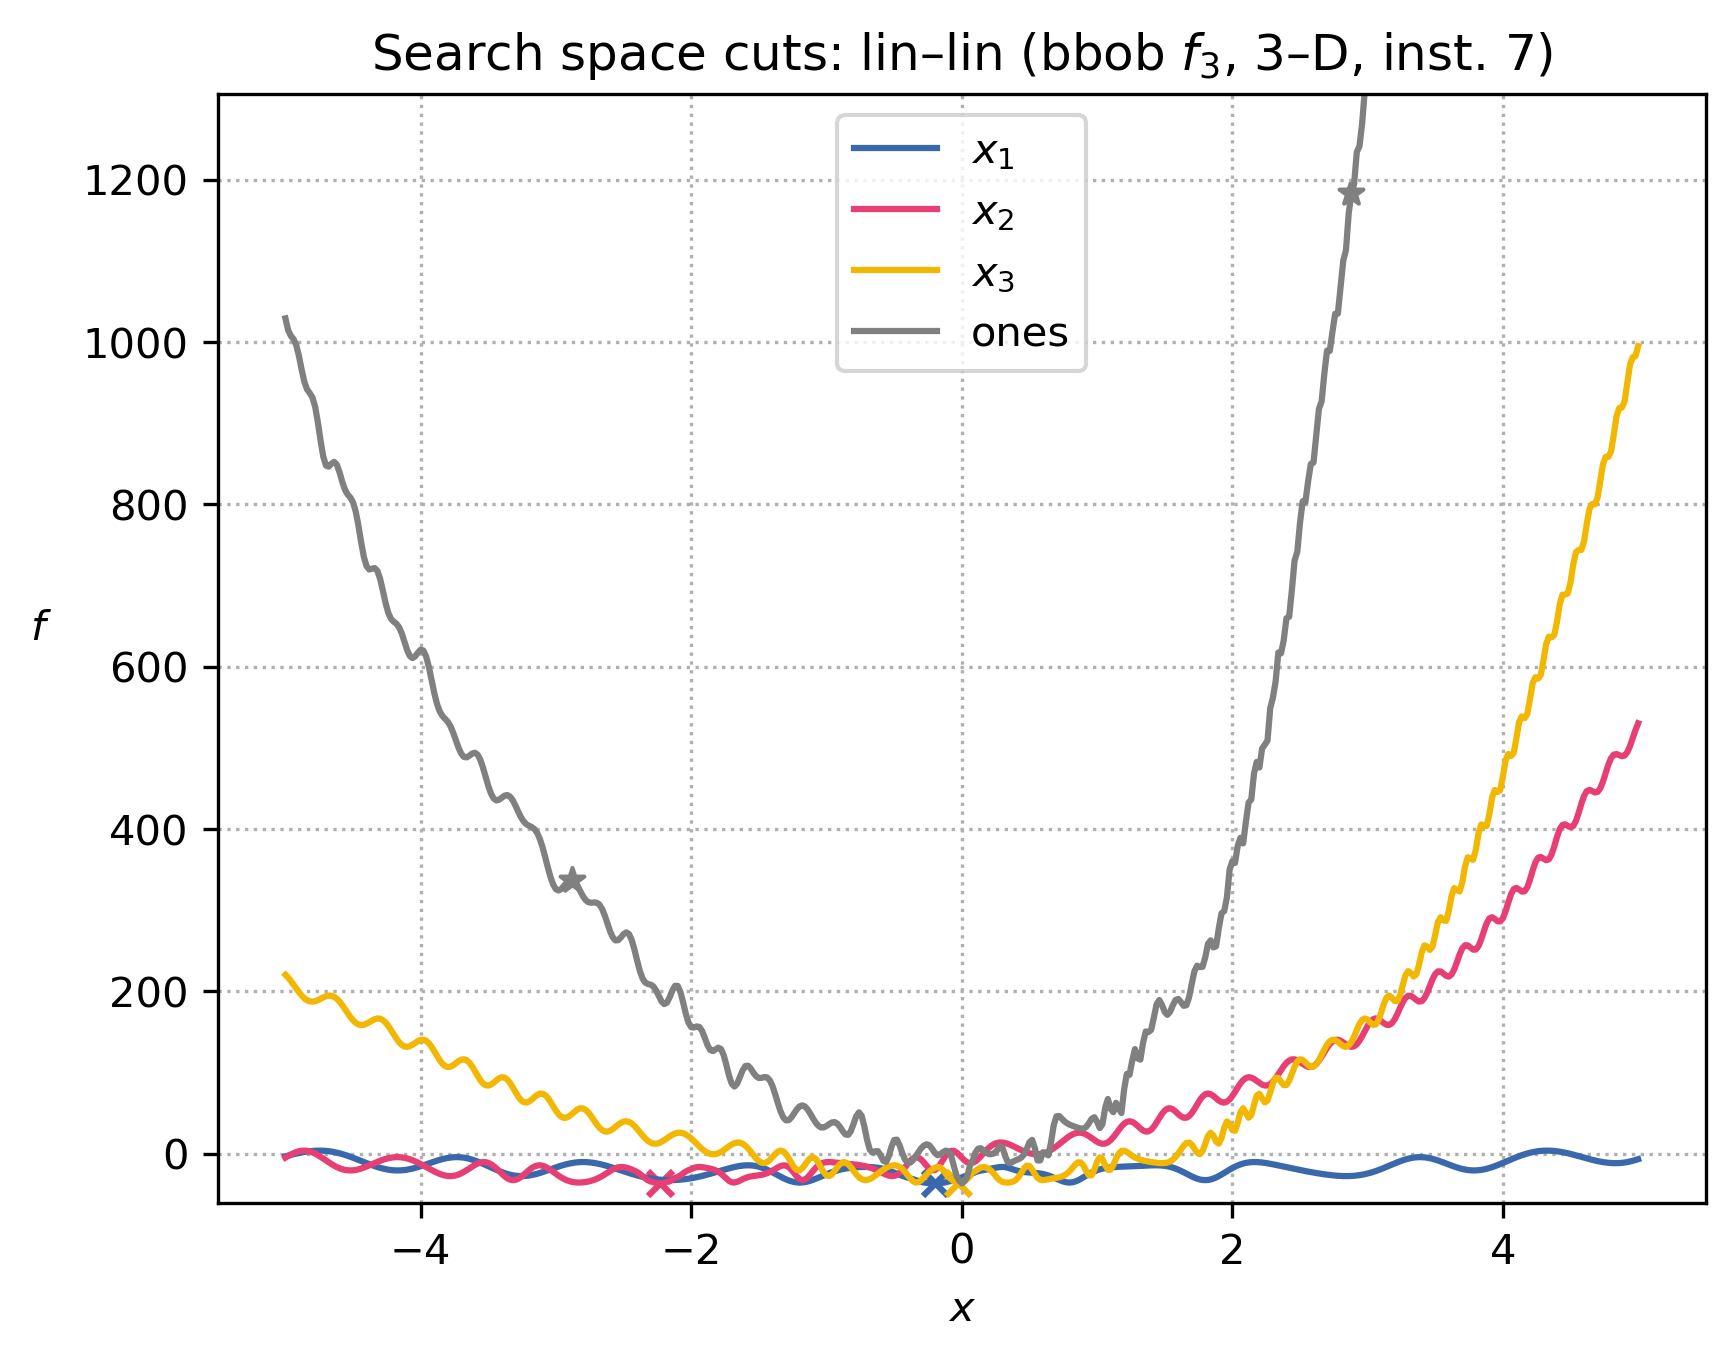 Search space cuts: lin–lin (bbob f₃, 3–D, inst. 7)
x₁
x₂
x₃
ones
1200
1000
800
600
400
200
0
f
−4
−2
0
2
4
x